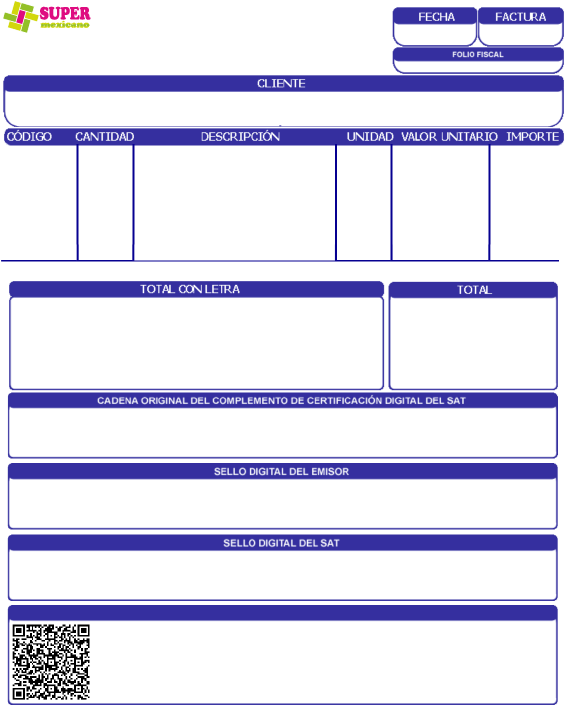 SUPER
mexicano
FECHA FACTURA
FOLIO FISCAL
CLIENTE
CÓDIGO CANTIDAD DESCRIPCIÓN UNIDAD VALOR UNITARIO IMPORTE
TOTAL CON LETRA TOTAL
CADENA ORIGINAL DEL COMPLEMENTO DE CERTIFICACIÓN DIGITAL DEL SAT
SELLO DIGITAL DEL EMISOR
SELLO DIGITAL DEL SAT